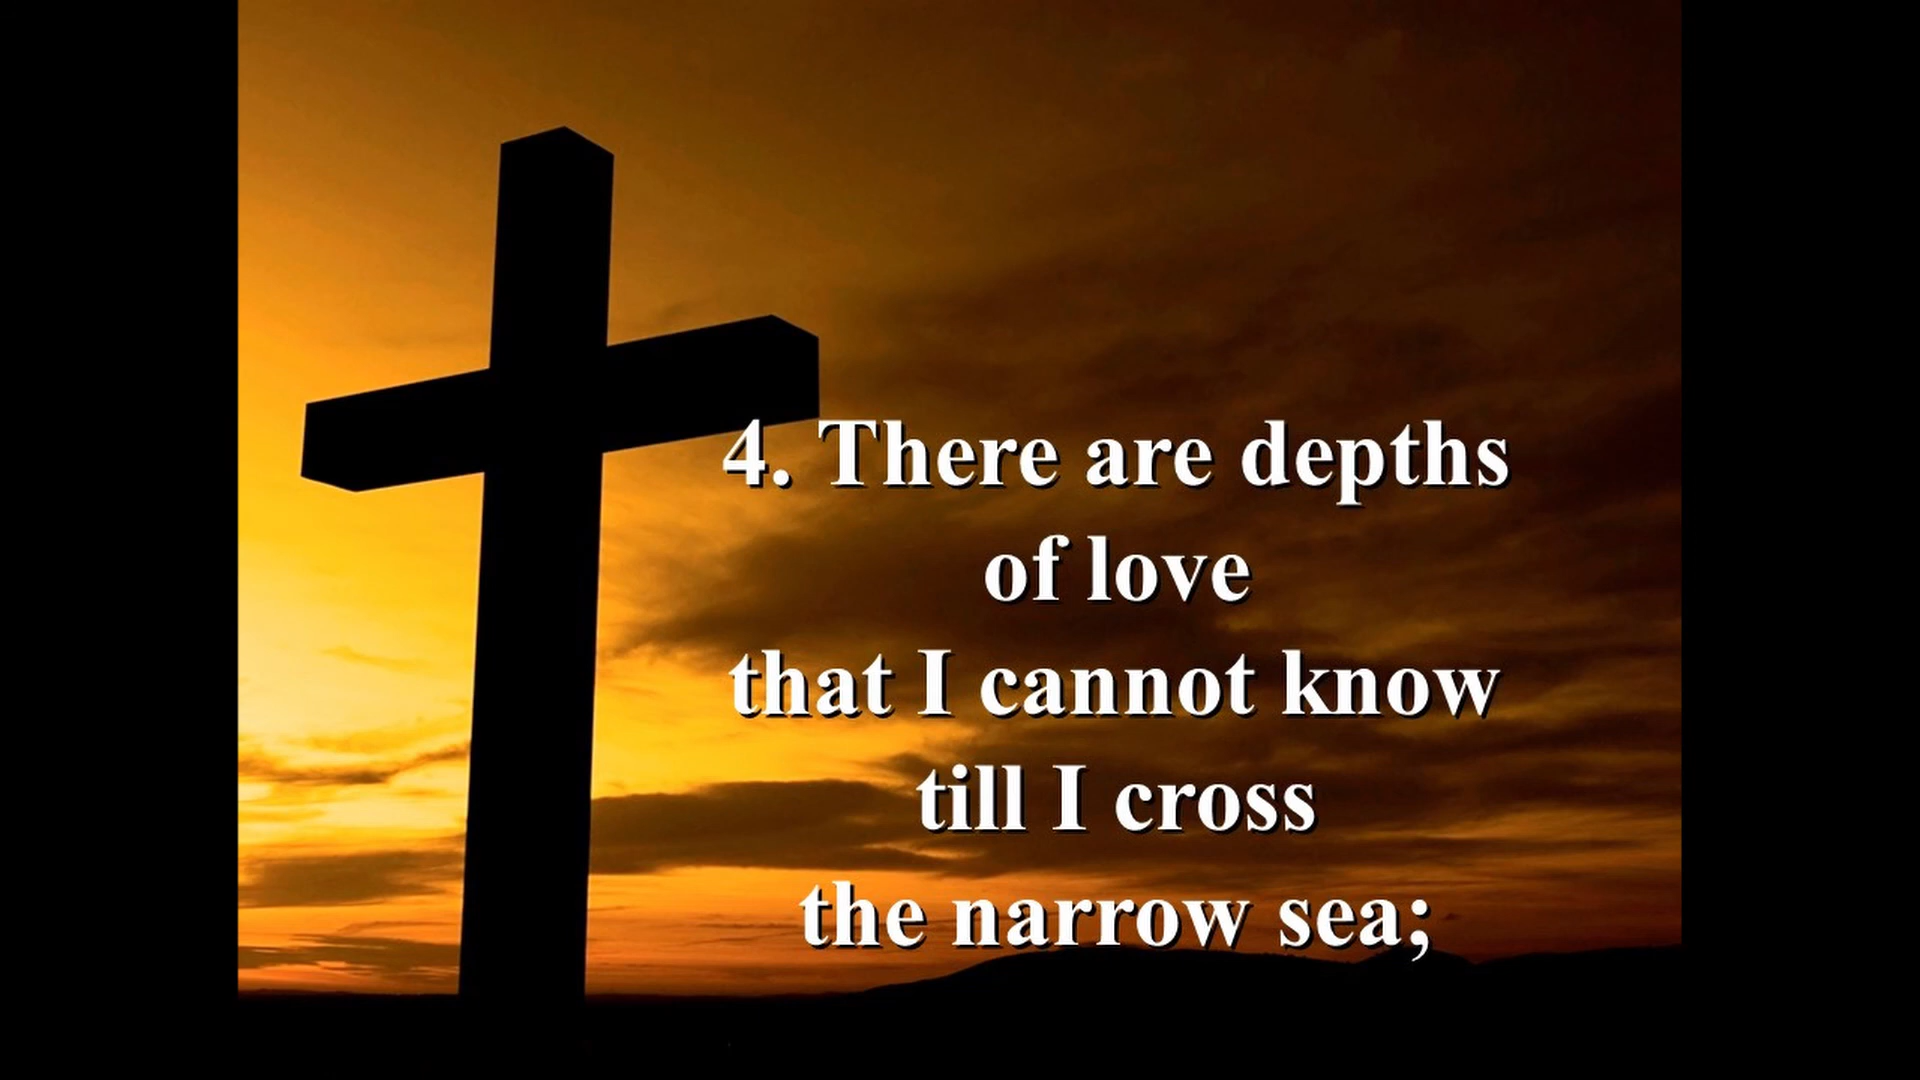 4. There are depths
of love
that I cannot know
till I cross
the narrow sea;